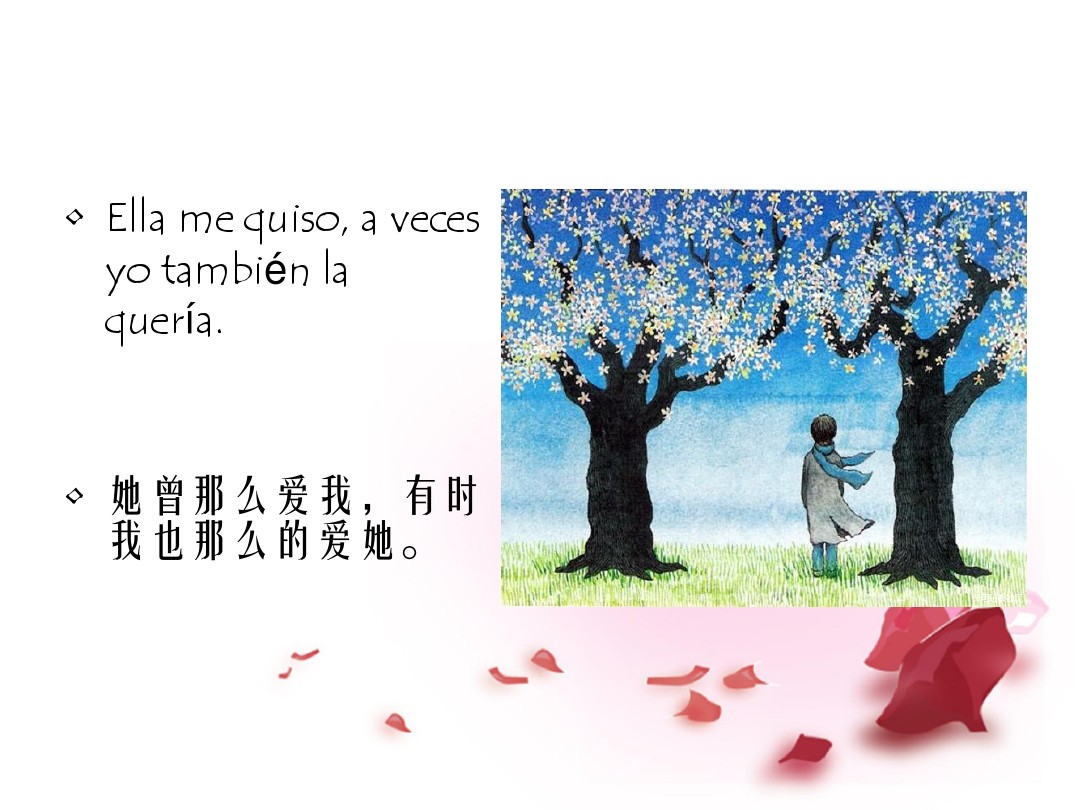 Ella me quiso, a veces
yo también la
quería.
她曾那么爱我，有时
我也那么的爱她。